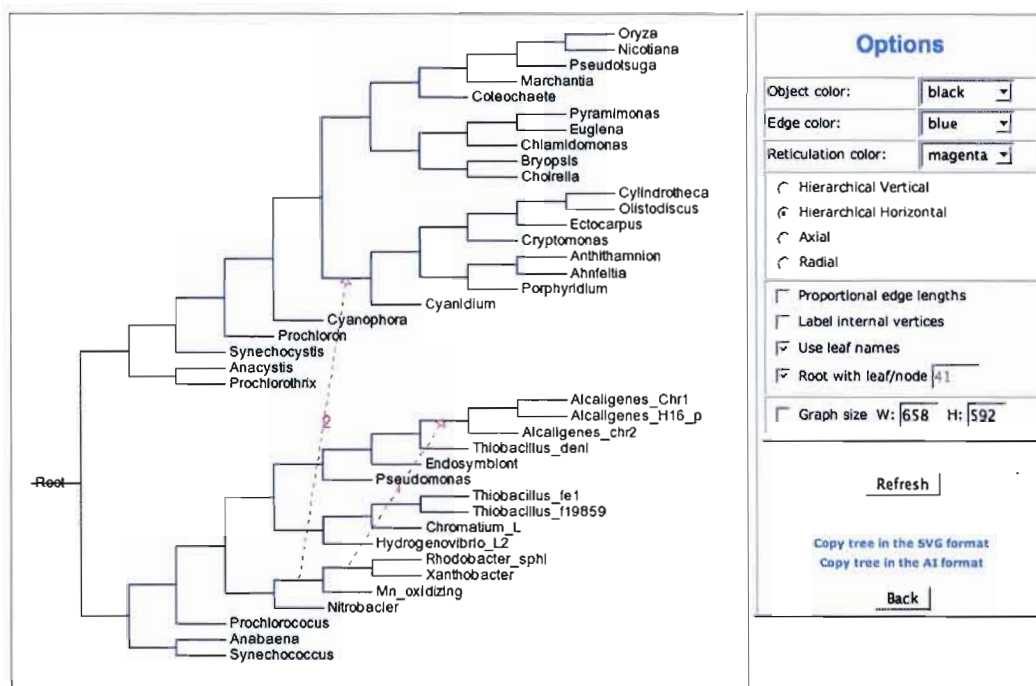 Oryza
Nicotiana
Pseudotsuga
Marchantia
Coleochaete
Pyramimonas
Euglena
Chlamidomonas
Bryopsis
Cholrella
Cylindrotheca
Olistodiscus
Ectocarpus
Cryptomonas
Anthithamnion
Ahnfeltia
Porphyridium
Cyanidium
Cyanophora
Prochloron
Synechocystis
Anacystis
Prochlorothrix
Alcaligenes_Chr1
Alcaligenes_H16_p
Alcaligenes_chr2
Thiobacillus_deni
Endosymbiont
Pseudomonas
Thiobacillus_fe1
Thiobacillus_f19859
Chromatium_L
Hydrogenovibrio_L2
Rhodobacter_sphl
Xanthobacter
Mn_oxidizing
Nitrobacter
Prochlorococus
Anabaena
Synechococcus
Root
2
1
Options
Object color: black
Edge color: blue
Reticulation color: magenta
Hierarchical Vertical
Hierarchical Horizontal
Axial
Radial
Proportional edge lengths
Label internal vertices
Use leaf names
Root with leaf/node 41
Graph size W: 658 H: 592
Refresh
Copy tree in the SVG format
Copy tree in the AI format
Back